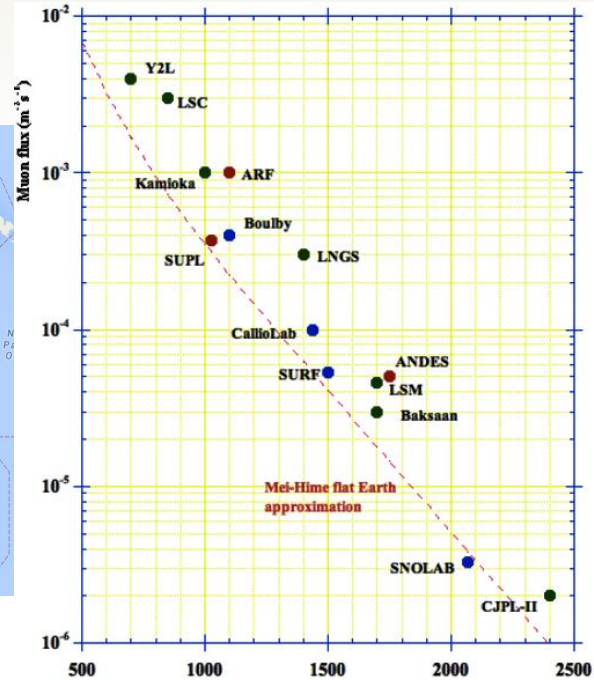 10-2
Y2L
LSC
Muon flux (m-2 s-1)
10-3
Kamioka
ARF
Boulby
SUPL
LNGS
10-4
CallioLab
SURF
ANDES
LSM
Baksaan
10-5
Mei-Hime flat Earth
approximation
SNOLAB
CJPL-II
10-6
500 1000 1500 2000 2500